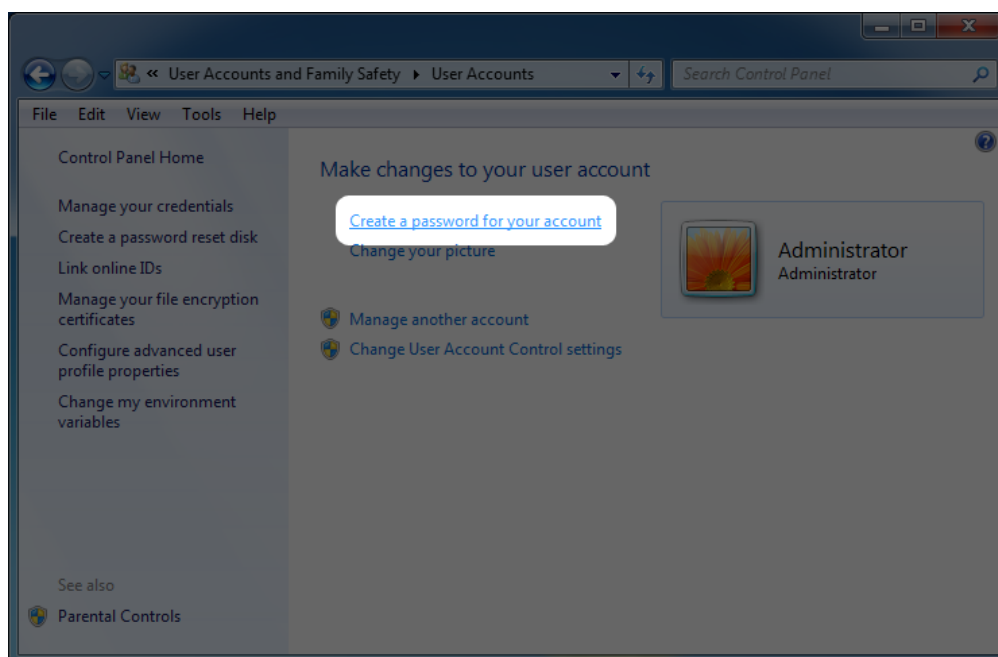 « User Accounts and Family Safety ▸ User Accounts
Search Control Panel
File Edit View Tools Help
Control Panel Home
Manage your credentials
Create a password reset disk
Link online IDs
Manage your file encryption
certificates
Configure advanced user
profile properties
Change my environment
variables
See also
Parental Controls
Make changes to your user account
Create a password for your account
Change your picture
Manage another account
Change User Account Control settings
Administrator
Administrator